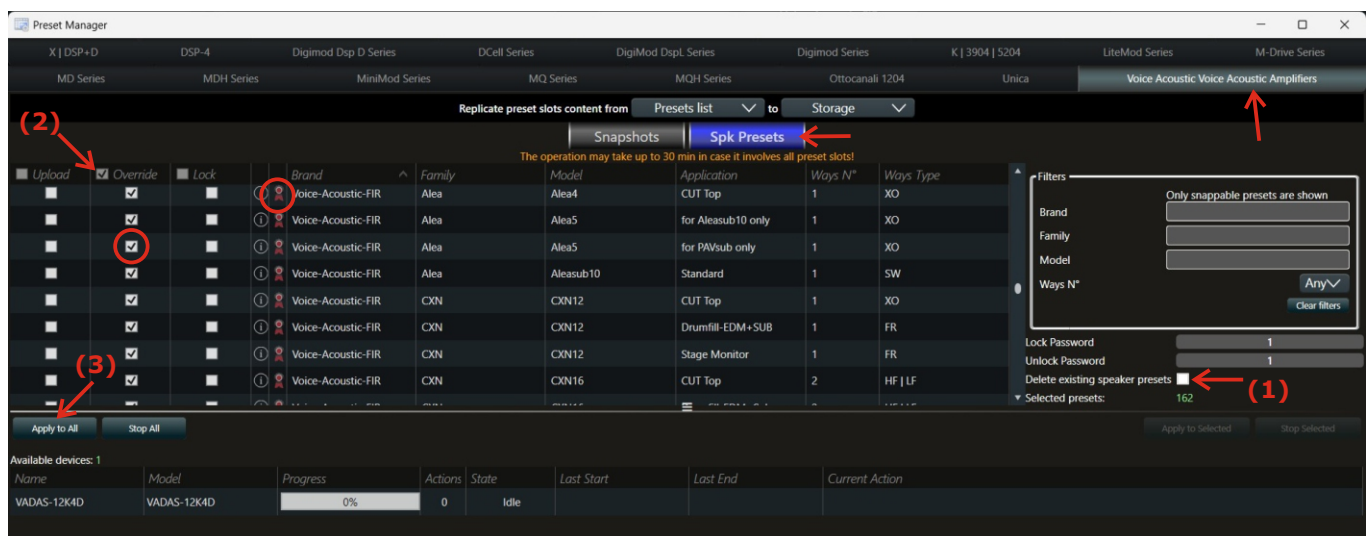 Preset Manager
X | DSP+D DSP-4 Digimod Dsp D Series DCell Series DigiMod DspL Series Digimod Series K | 3904 | 5204 LiteMod Series M-Drive Series
MD Series MDH Series MiniMod Series MQ Series MQH Series Ottocanali 1204 Unica Voice Acoustic Voice Acoustic Amplifiers
Replicate preset slots content from Presets list to Storage
(2)
Snapshots Spk Presets
The operation may take up to 30 min in case it involves all preset slots!
Upload Override Lock Brand Family Model Application Ways N° Ways Type
Voice-Acoustic-FIR Alea Alea4 CUT Top 1 XO
Voice-Acoustic-FIR Alea Alea5 for Aleasub10 only 1 XO
Voice-Acoustic-FIR Alea Alea5 for PAVsub only 1 XO
Voice-Acoustic-FIR Alea Aleasub10 Standard 1 SW
Voice-Acoustic-FIR CXN CXN12 CUT Top 1 XO
Voice-Acoustic-FIR CXN CXN12 Drumfill-EDM+SUB 1 FR
Voice-Acoustic-FIR CXN CXN12 Stage Monitor 1 FR
Voice-Acoustic-FIR CXN CXN16 CUT Top 2 HF | LF
Filters
Only snappable presets are shown
Brand
Family
Model
Ways N° Any
Clear filters
Lock Password 1
Unlock Password 1
Delete existing speaker presets
(1)
Selected presets: 162
(3)
Apply to All Stop All Apply to Selected Stop Selected
Available devices: 1
Name Model Progress Actions State Last Start Last End Current Action
VADAS-12K4D VADAS-12K4D 0% 0 Idle